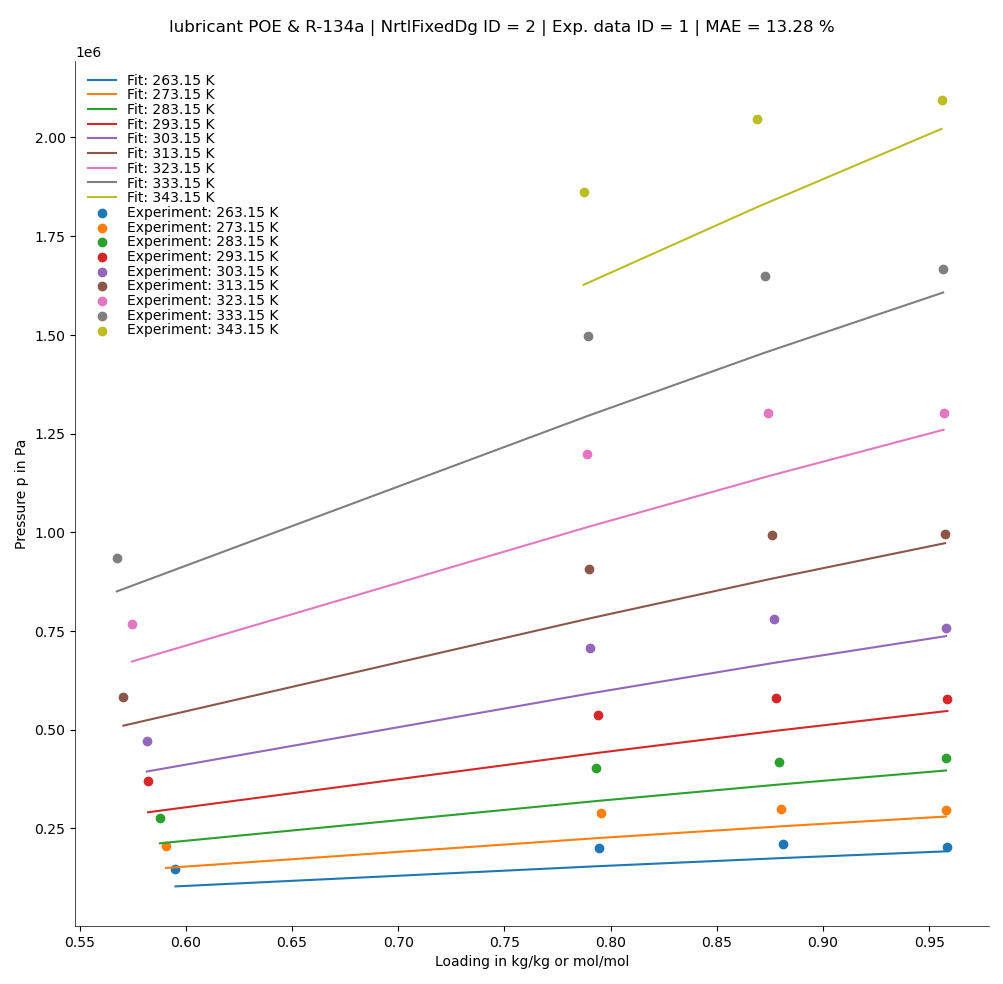 lubricant POE & R-134a | NrtlFixedDg ID = 2 | Exp. data ID = 1 | MAE = 13.28 %
1e6
Fit: 263.15 K
Fit: 273.15 K
Fit: 283.15 K
Fit: 293.15 K
Fit: 303.15 K
Fit: 313.15 K
Fit: 323.15 K
Fit: 333.15 K
Fit: 343.15 K
Experiment: 263.15 K
Experiment: 273.15 K
Experiment: 283.15 K
Experiment: 293.15 K
Experiment: 303.15 K
Experiment: 313.15 K
Experiment: 323.15 K
Experiment: 333.15 K
Experiment: 343.15 K
2.00
1.75
1.50
1.25
1.00
0.75
0.50
0.25
Pressure p in Pa
0.55 0.60 0.65 0.70 0.75 0.80 0.85 0.90 0.95
Loading in kg/kg or mol/mol